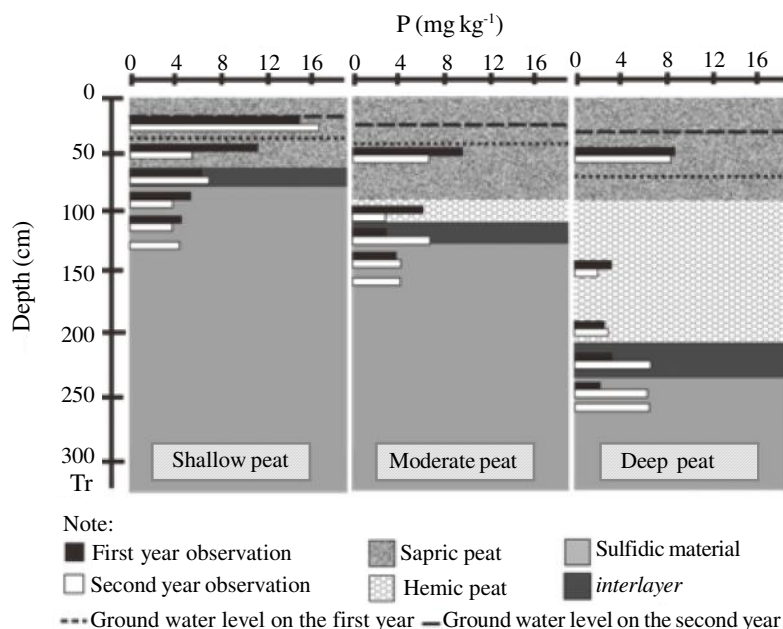 P (mg kg-1)
0 4 8 12 16 0 4 8 12 16 0 4 8 12 16
0
50
100
150
200
250
300
Tr
Depth (cm)
Shallow peat Moderate peat Deep peat
Note:
First year observation Sapric peat Sulfidic material
Second year observation Hemic peat interlayer
Ground water level on the first year Ground water level on the second year